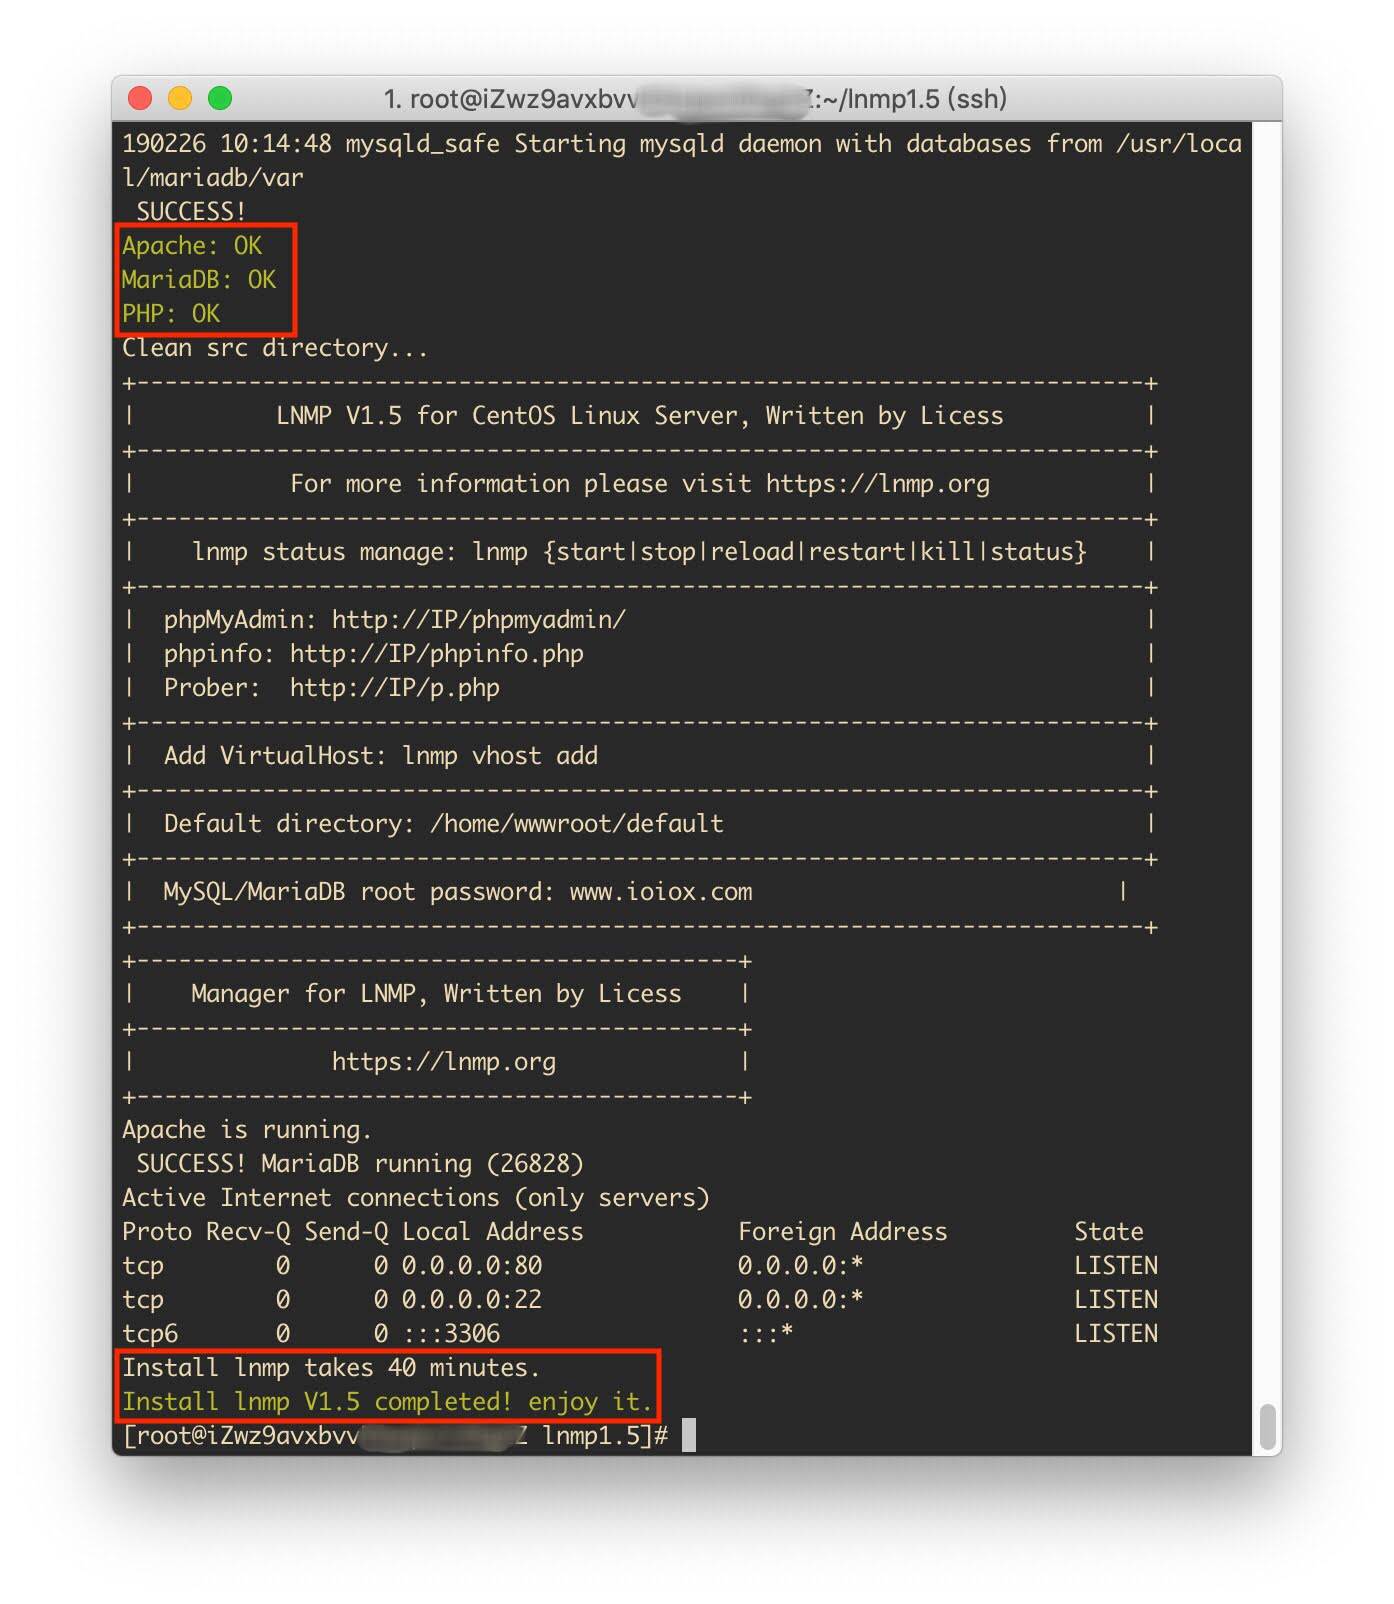 1. root@iZwz9avxbvv Z:~/lnmp1.5 (ssh)
190226 10:14:48 mysqld_safe Starting mysqld daemon with databases from /usr/loca
l/mariadb/var
 SUCCESS!
Apache: OK
MariaDB: OK
PHP: OK
Clean src directory...
+------------------------------------------------------------------------+
|          LNMP V1.5 for CentOS Linux Server, Written by Licess          |
+------------------------------------------------------------------------+
|           For more information please visit https://lnmp.org           |
+------------------------------------------------------------------------+
|    lnmp status manage: lnmp {start|stop|reload|restart|kill|status}    |
+------------------------------------------------------------------------+
|  phpMyAdmin: http://IP/phpmyadmin/                                     |
|  phpinfo: http://IP/phpinfo.php                                        |
|  Prober:  http://IP/p.php                                              |
+------------------------------------------------------------------------+
|  Add VirtualHost: lnmp vhost add                                       |
+------------------------------------------------------------------------+
|  Default directory: /home/wwwroot/default                              |
+------------------------------------------------------------------------+
|  MySQL/MariaDB root password: www.ioiox.com                          |
+------------------------------------------------------------------------+
+-------------------------------------------+
|    Manager for LNMP, Written by Licess    |
+-------------------------------------------+
|              https://lnmp.org             |
+-------------------------------------------+
Apache is running.
 SUCCESS! MariaDB running (26828)
Active Internet connections (only servers)
Proto Recv-Q Send-Q Local Address           Foreign Address         State
tcp        0      0 0.0.0.0:80              0.0.0.0:*               LISTEN
tcp        0      0 0.0.0.0:22              0.0.0.0:*               LISTEN
tcp6       0      0 :::3306                 :::*                    LISTEN
Install lnmp takes 40 minutes.
Install lnmp V1.5 completed! enjoy it.
[root@iZwz9avxbvv Z lnmp1.5]#